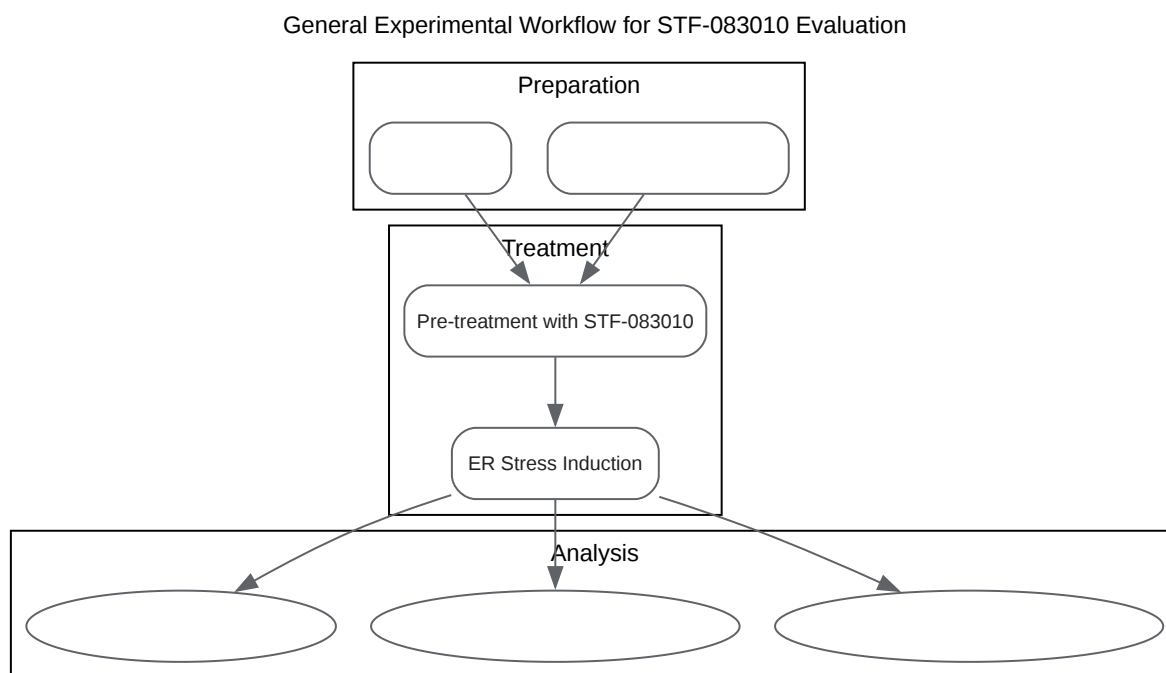 General Experimental Workflow for STF-083010 Evaluation
Preparation
Treatment
Pre-treatment with STF-083010
ER Stress Induction
Analysis